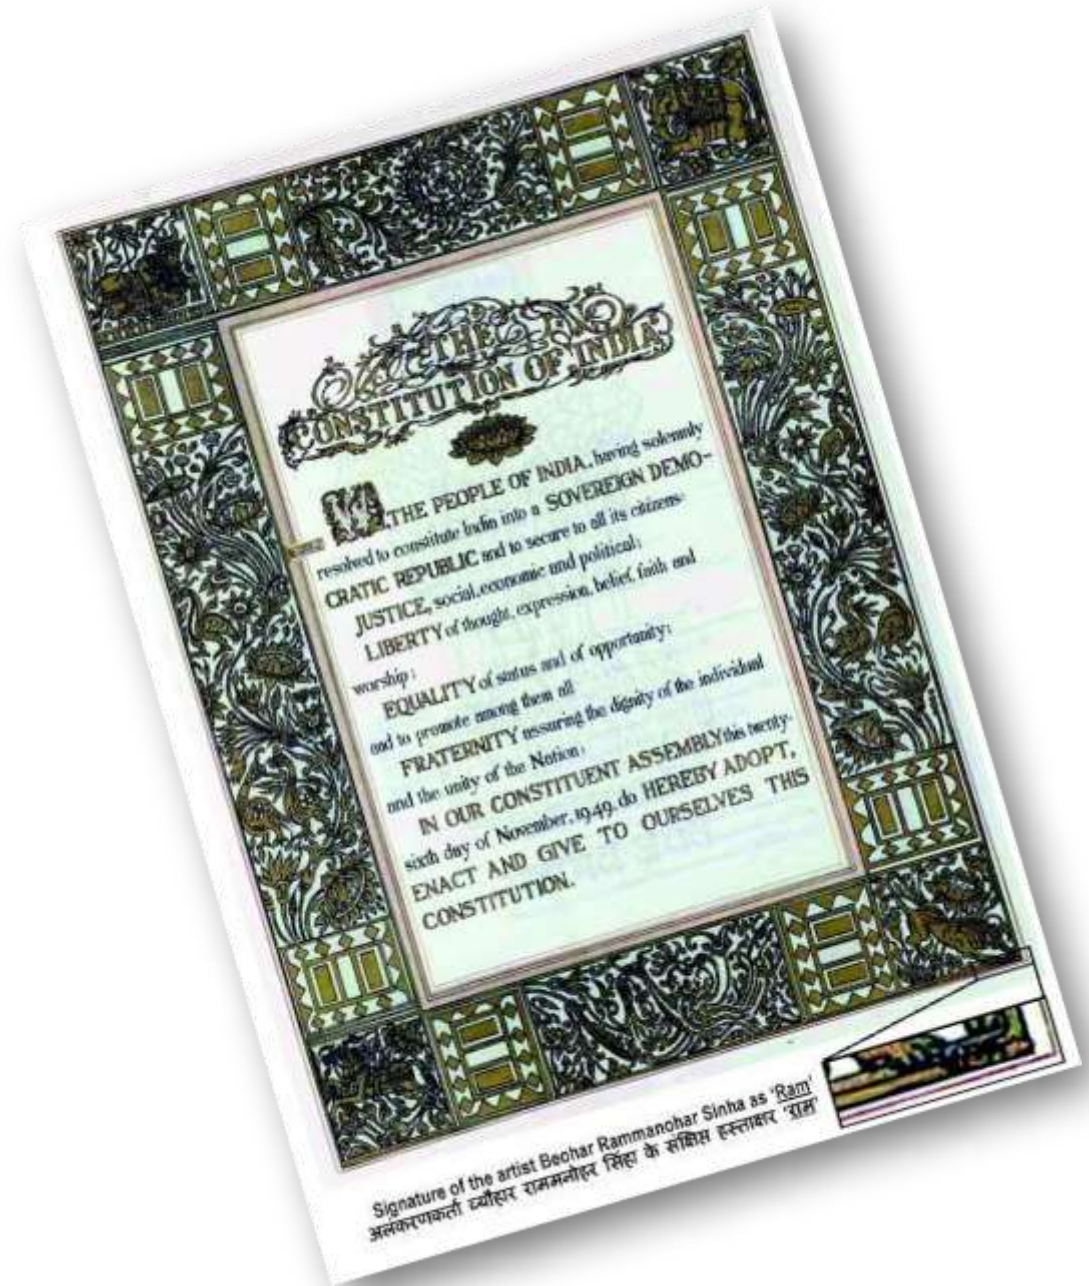 THE
CONSTITUTION OF INDIA
WE, THE PEOPLE OF INDIA, having solemnly
resolved to constitute India into a SOVEREIGN DEMO-
CRATIC REPUBLIC and to secure to all its citizens:
JUSTICE, social, economic and political;
LIBERTY of thought, expression, belief, faith and
worship;
EQUALITY of status and of opportunity;
and to promote among them all
FRATERNITY assuring the dignity of the individual
and the unity of the Nation;
IN OUR CONSTITUENT ASSEMBLY this twenty-
sixth day of November, 1949, do HEREBY ADOPT,
ENACT AND GIVE TO OURSELVES THIS
CONSTITUTION.
Signature of the artist Beohar Rammanohar Sinha as 'Ram'
अलंकरणकर्ता ब्यौहार राममनोहर सिंहा के संक्षिप्त हस्ताक्षर 'राम'